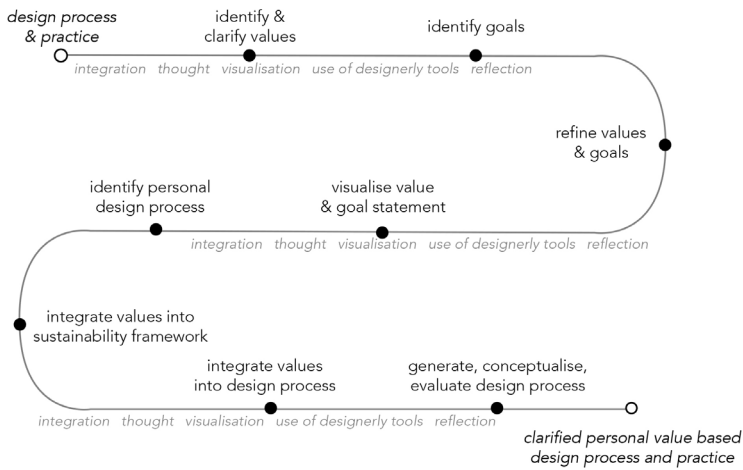 design process
& practice
identify &
clarify values
identify goals
integration thought visualisation use of designerly tools reflection
refine values
& goals
identify personal
design process
visualise value
& goal statement
integration thought visualisation use of designerly tools reflection
integrate values into
sustainability framework
integrate values
into design process
generate, conceptualise,
evaluate design process
integration thought visualisation use of designerly tools reflection
clarified personal value based
design process and practice